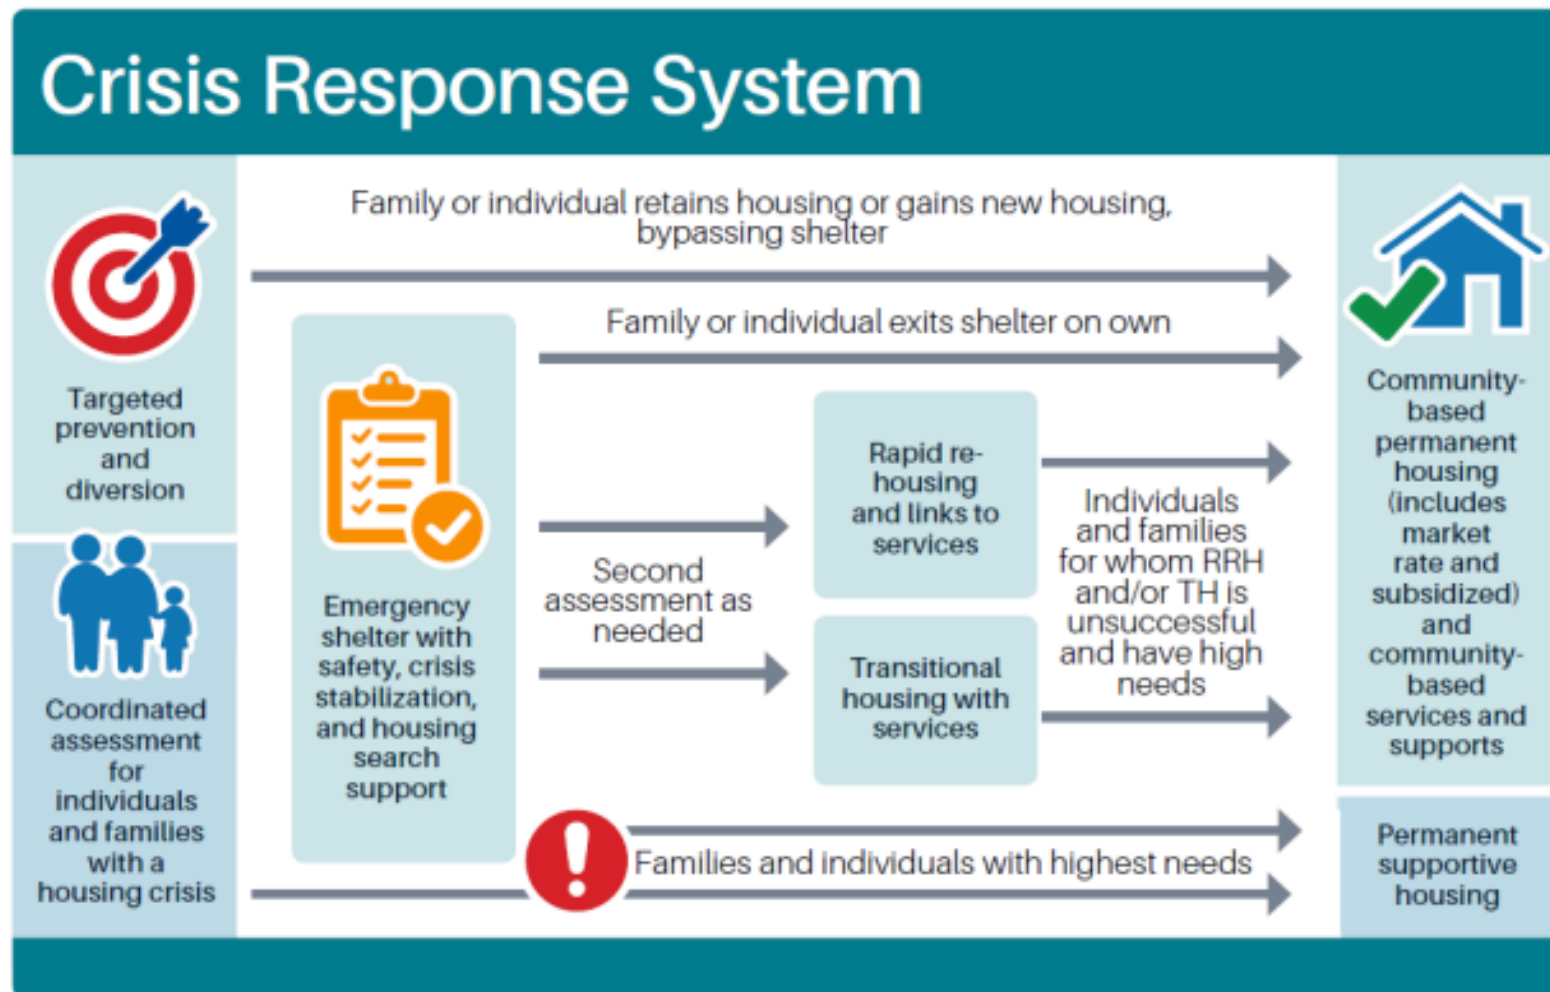 Crisis Response System
Family or individual retains housing or gains new housing,
bypassing shelter
Family or individual exits shelter on own
Targeted
prevention
and
diversion
Coordinated
assessment
for
individuals
and families
with a
housing crisis
Emergency
shelter with
safety, crisis
stabilization,
and housing
search
support
Second
assessment as
needed
Rapid re-
housing
and links to
services
Transitional
housing with
services
Individuals
and families
for whom RRH
and/or TH is
unsuccessful
and have high
needs
Families and individuals with highest needs
Community-
based
permanent
housing
(includes
market
rate and
subsidized)
and
community-
based
services and
supports
Permanent
supportive
housing